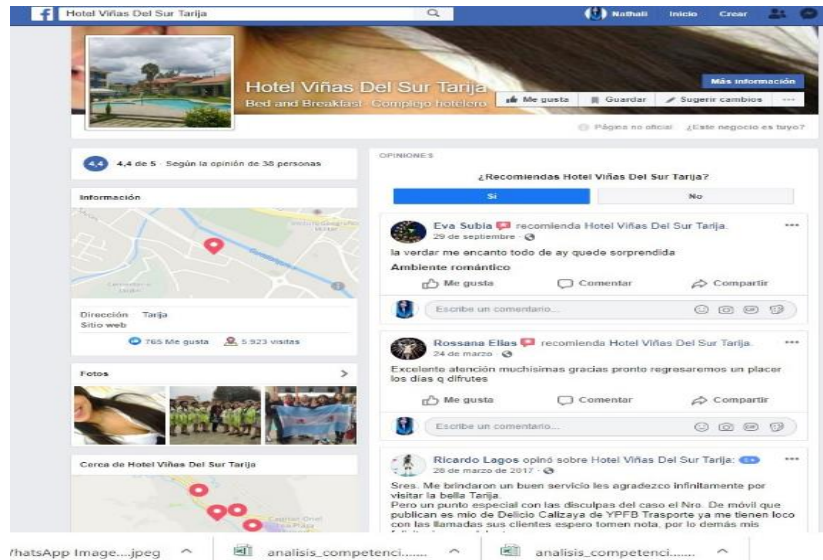 Hotel Viñas Del Sur Tarija
Nathali Inicio Crear
Hotel Viñas Del Sur Tarija
Bed and Breakfast · Complejo hotelero
Más información
Me gusta Guardar Sugerir cambios
Página no oficial ¿Este negocio es tuyo?
4,4 4,4 de 5 · Según la opinión de 38 personas
Información
Dirección Tarija
Sitio web
765 Me gusta 5.923 visitas
Fotos
Cerca de Hotel Viñas Del Sur Tarija
OPINIONES
¿Recomiendas Hotel Viñas Del Sur Tarija?
Sí No
Eva Subia recomienda Hotel Viñas Del Sur Tarija.
29 de septiembre ·
la verdar me encanto todo de ay quede sorprendida
Ambiente romántico
Me gusta Comentar Compartir
Escribe un comentario...
Rossana Elias recomienda Hotel Viñas Del Sur Tarija.
24 de marzo ·
Excelente atención muchísimas gracias pronto regresaremos un placer
los días q difrutes
Me gusta Comentar Compartir
Escribe un comentario...
Ricardo Lagos opinó sobre Hotel Viñas Del Sur Tarija:
28 de marzo de 2017 ·
Sres. Me brindaron un buen servicio les agradezco infinitamente por
visitar la bella Tarija.
Pero un punto especial con las disculpas del caso el Nro. De móvil que
publican es mio de Delicio Calizaya de YPFB Trasporte ya me tienen loco
con las llamadas sus clientes espero tomen nota, por lo demás mis
WhatsApp Image....jpeg analisis_competenci....... analisis_competenci.......